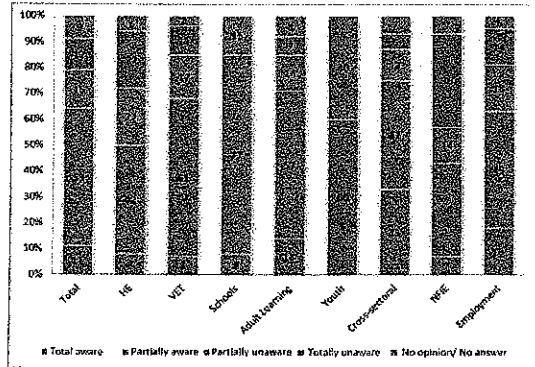 100%
90%
80%
70%
60%
50%
40%
30%
20%
10%
0%
Total
HE
VET
Schools
Adult Learning
Youth
Cross-sectoral
NFIE
Employment
Total aware Partially aware Partially unaware Totally unaware No opinion/ No answer